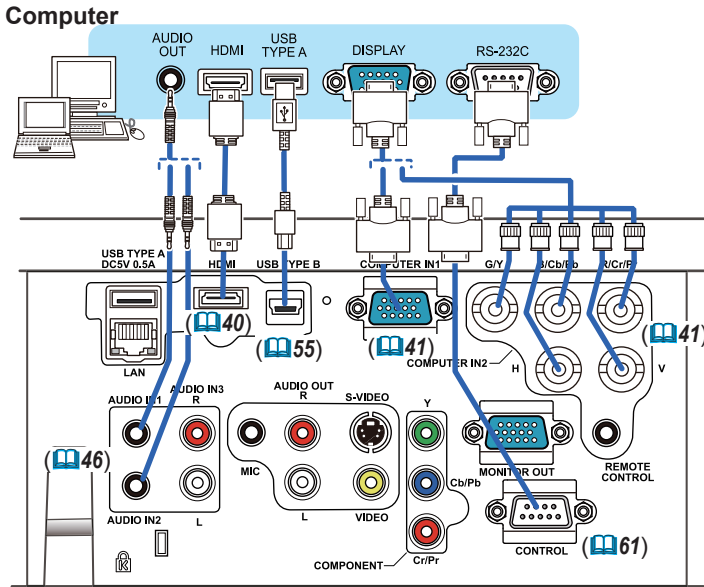 Computer
AUDIO OUT
HDMI
USB TYPE A
DISPLAY
RS-232C
USB TYPE A
DC5V 0.5A
HDMI
USB TYPE B
COMPUTER IN1
G/Y
B/Cb/Pb
R/Cr/Pr
LAN
(40)
(55)
(41)
COMPUTER IN2
H
V
(41)
AUDIO IN1
AUDIO IN3
R
AUDIO OUT
R
S-VIDEO
Y
MIC
MONITOR OUT
REMOTE
CONTROL
(46)
AUDIO IN2
L
L
VIDEO
Cb/Pb
COMPONENT
Cr/Pr
CONTROL
(61)